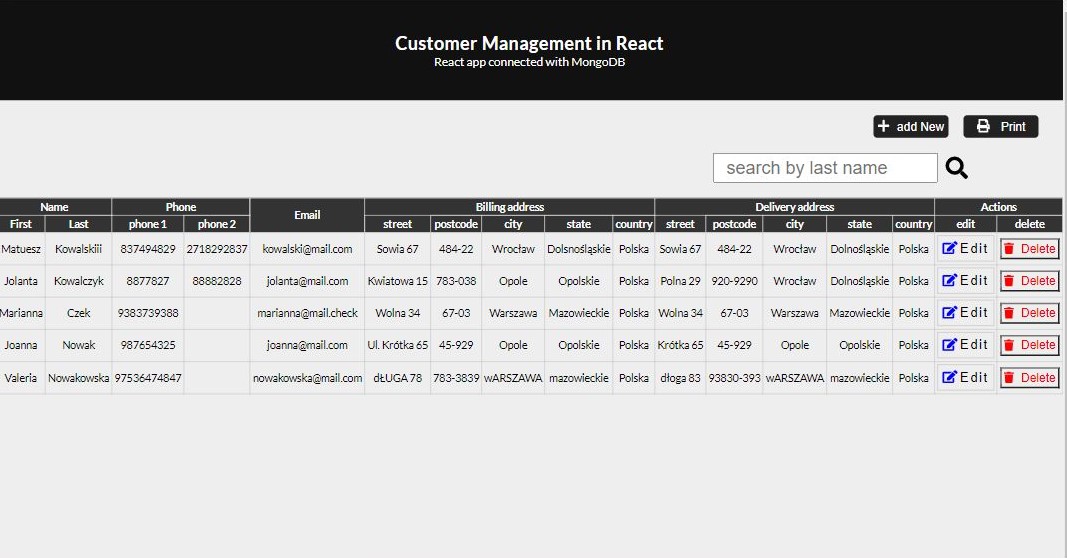 Customer Management in React
React app connected with MongoDB
add New Print
search by last name
Name Phone Email Billing address Delivery address Actions
First Last phone 1 phone 2 street postcode city state country street postcode city state country edit delete
Matuesz Kowalskiii 837494829 2718292837 kowalski@mail.com Sowia 67 484-22 Wrocław Dolsnośląskie Polska Sowia 67 484-22 Wrocław Dolnośląskie Polska Edit Delete
Jolanta Kowalczyk 8877827 88882828 jolanta@mail.com Kwiatowa 15 783-038 Opole Opolskie Polska Polna 29 920-9290 Wrocław Dolnośląskie Polska Edit Delete
Marianna Czek 9383739388 marianna@mail.check Wolna 34 67-03 Warszawa Mazowieckie Polska Wolna 34 67-03 Warszawa Mazowieckie Polska Edit Delete
Joanna Nowak 987654325 joanna@mail.com Ul. Krótka 65 45-929 Opole Opolskie Polska Krótka 65 45-929 Opole Opolskie Polska Edit Delete
Valeria Nowakowska 97536474847 nowakowska@mail.com dŁUGA 78 783-3839 wARSZAWA mazowieckie Polska dłoga 83 93830-393 wARSZAWA mazowieckie Polska Edit Delete